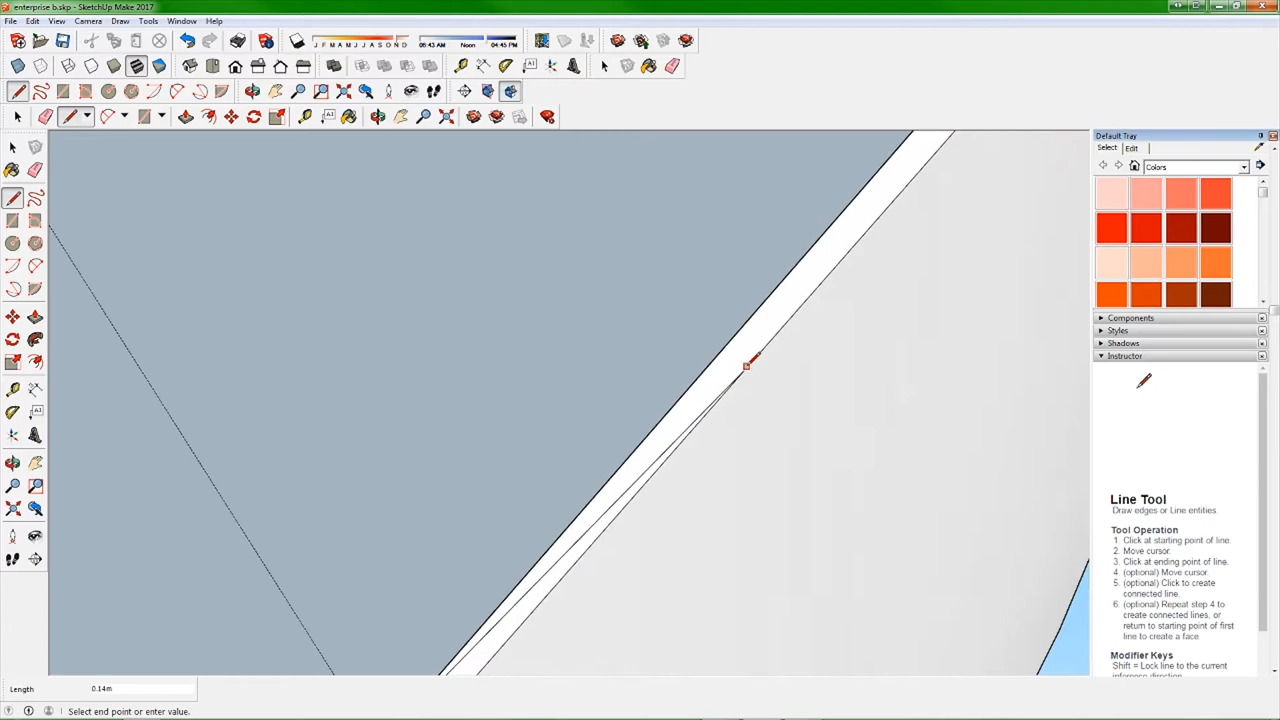 enterprise b.skp - SketchUp Make 2017
File Edit View Camera Draw Tools Window Help
J F M A M J J A S O N D
06:43 AM Noon 04:45 PM
Default Tray
Select Edit
Colors
Components
Styles
Shadows
Instructor
Line Tool
Draw edges or Line entities.
Tool Operation
1. Click at starting point of line.
2. Move cursor.
3. Click at ending point of line.
4. (optional) Move cursor.
5. (optional) Click to create
connected line.
6. (optional) Repeat step 4 to
create connected lines, or
return to starting point of first
line to create a face.
Modifier Keys
Shift = Lock line to the current
inference direction
Length 0.14m
Select end point or enter value.